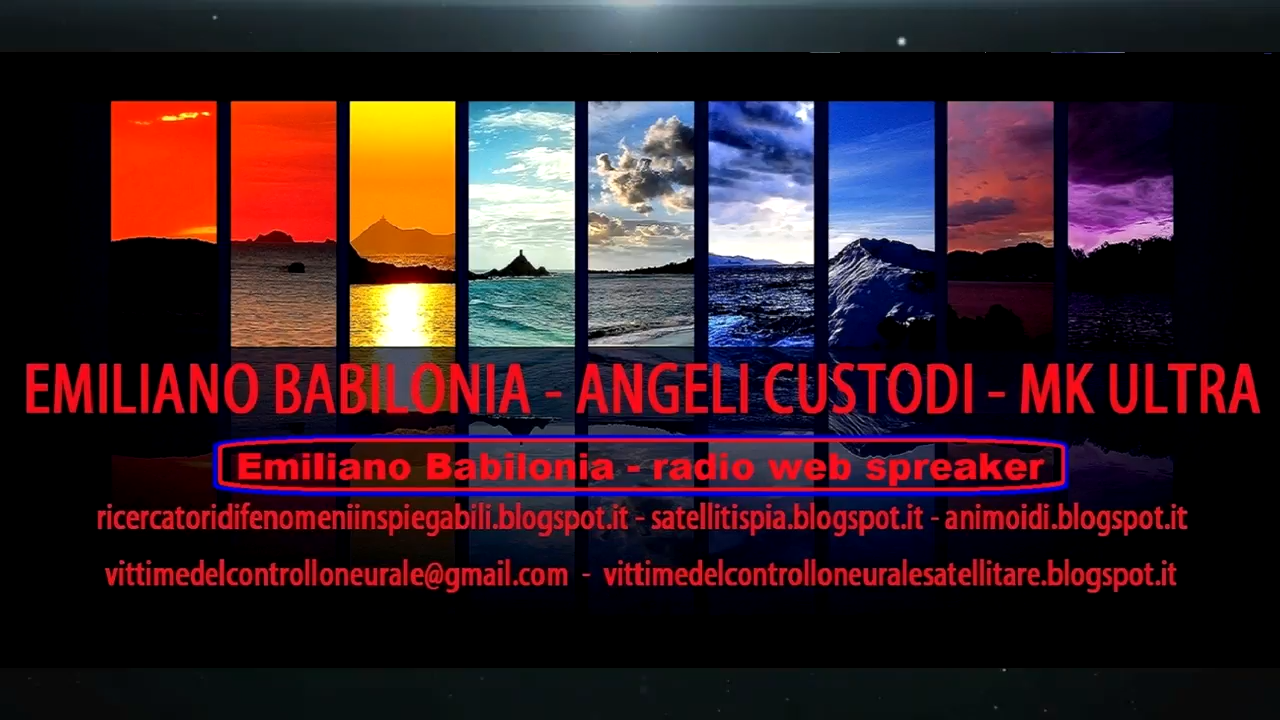 EMILIANO BABILONIA - ANGELI CUSTODI - MK ULTRA
Emiliano Babilonia - radio web spreaker
ricercatoridifenomeniinspiegabili.blogspot.it - satellitispia.blogspot.it - animoidi.blogspot.it
vittimedelcontrolloneurale@gmail.com - vittimedelcontrolloneuralesatellitare.blogspot.it